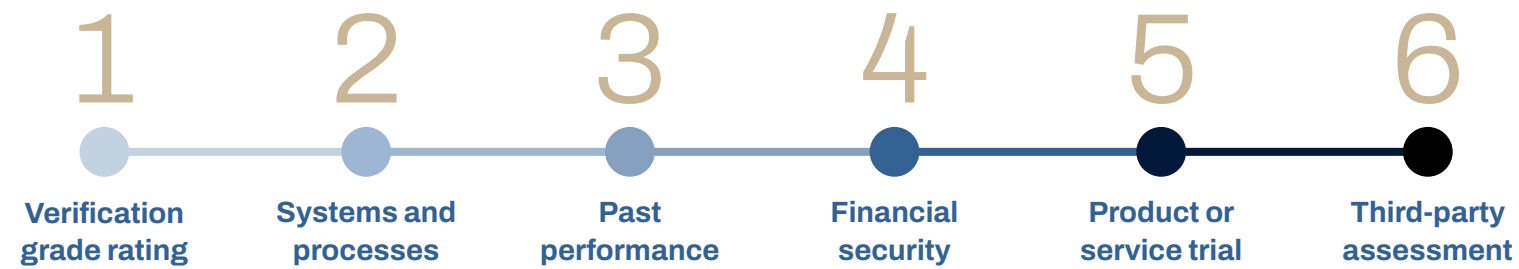 1
2
3
4
5
6
Verification
grade rating
Systems and
processes
Past
performance
Financial
security
Product or
service trial
Third-party
assessment